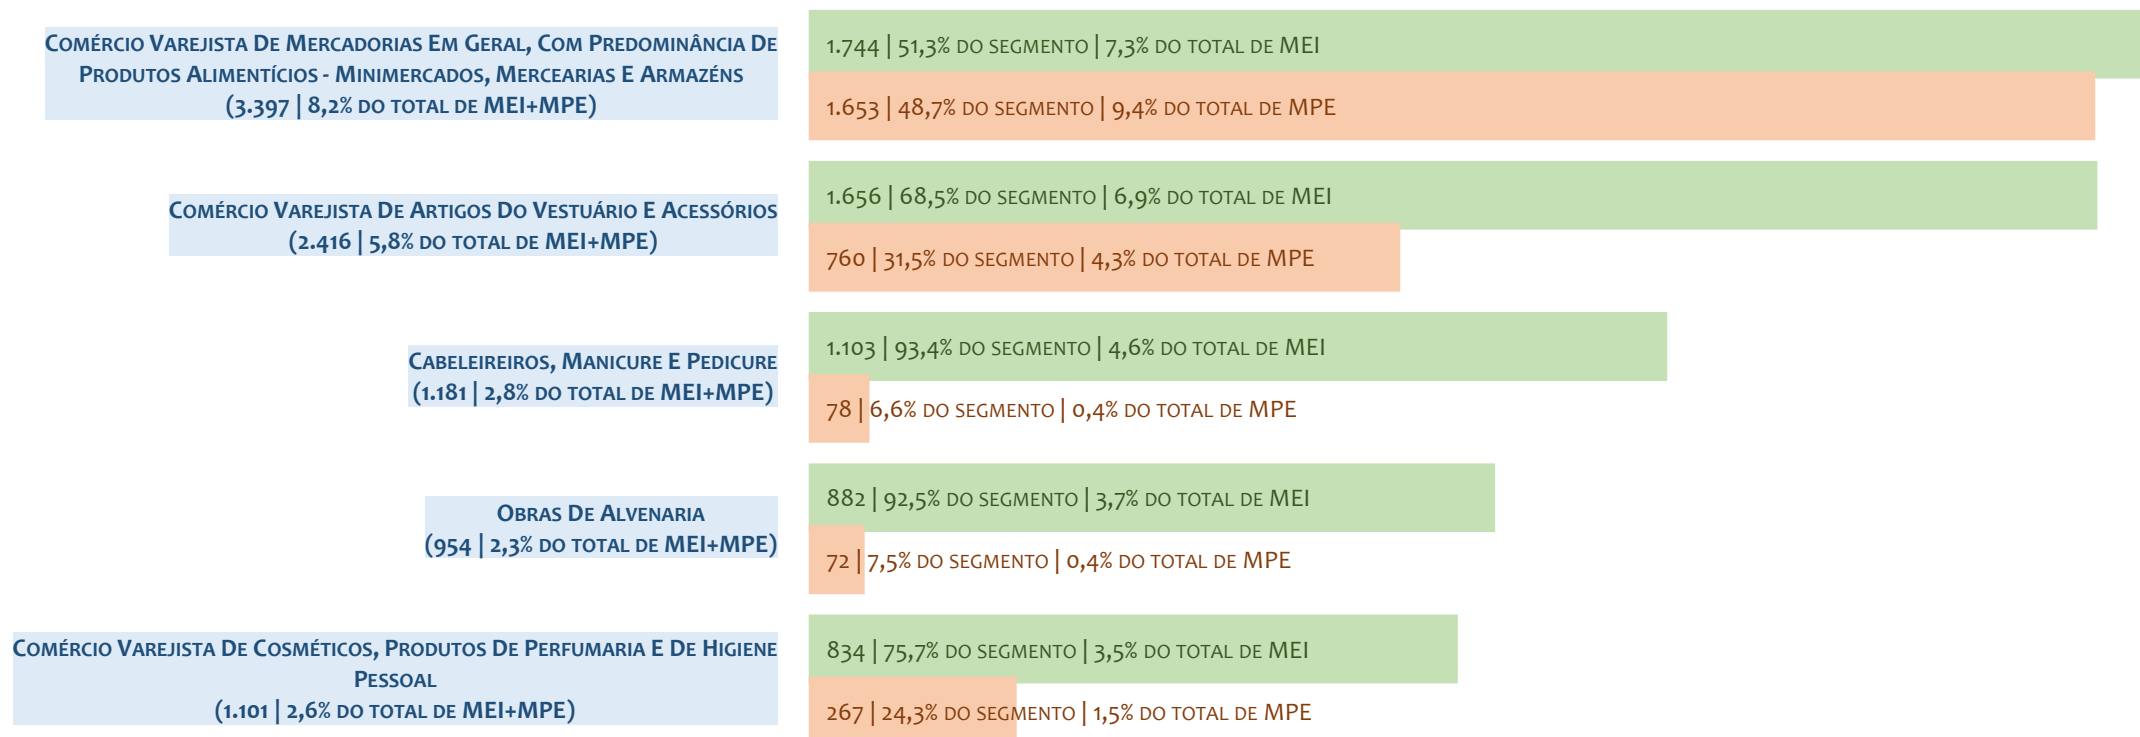 Comércio Varejista De Mercadorias Em Geral, Com Predominância De
Produtos Alimentícios - Minimercados, Mercearias E Armazéns
(3.397 | 8,2% do total de MEI+MPE)
1.744 | 51,3% do segmento | 7,3% do total de MEI
1.653 | 48,7% do segmento | 9,4% do total de MPE
Comércio Varejista De Artigos Do Vestuário E Acessórios
(2.416 | 5,8% do total de MEI+MPE)
1.656 | 68,5% do segmento | 6,9% do total de MEI
760 | 31,5% do segmento | 4,3% do total de MPE
Cabeleireiros, Manicure E Pedicure
(1.181 | 2,8% do total de MEI+MPE)
1.103 | 93,4% do segmento | 4,6% do total de MEI
78 | 6,6% do segmento | 0,4% do total de MPE
Obras De Alvenaria
(954 | 2,3% do total de MEI+MPE)
882 | 92,5% do segmento | 3,7% do total de MEI
72 | 7,5% do segmento | 0,4% do total de MPE
Comércio Varejista De Cosméticos, Produtos De Perfumaria E De Higiene
Pessoal
(1.101 | 2,6% do total de MEI+MPE)
834 | 75,7% do segmento | 3,5% do total de MEI
267 | 24,3% do segmento | 1,5% do total de MPE